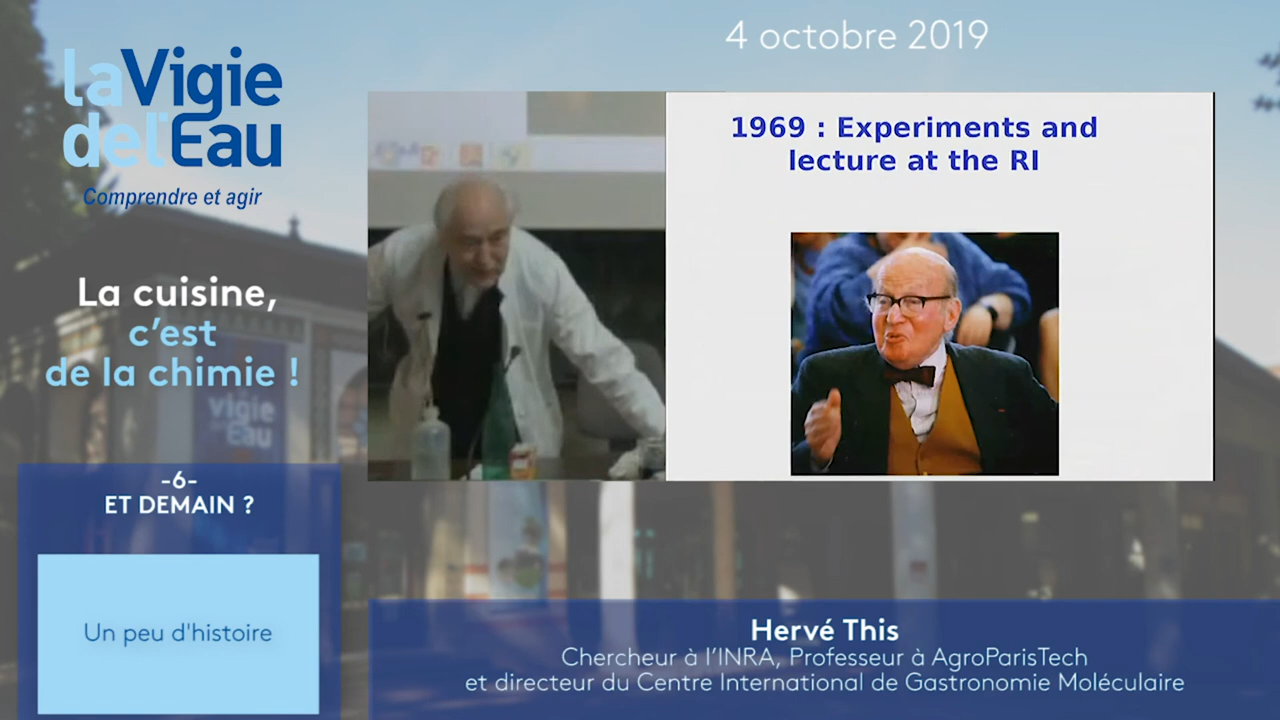 4 octobre 2019
la Vigie
de l'Eau
Comprendre et agir
1969 : Experiments and
lecture at the RI
La cuisine,
c'est
de la chimie !
vigie
Eau
-6-
ET DEMAIN ?
Un peu d'histoire
Hervé This
Chercheur à l'INRA, Professeur à AgroParisTech
et directeur du Centre International de Gastronomie Moléculaire